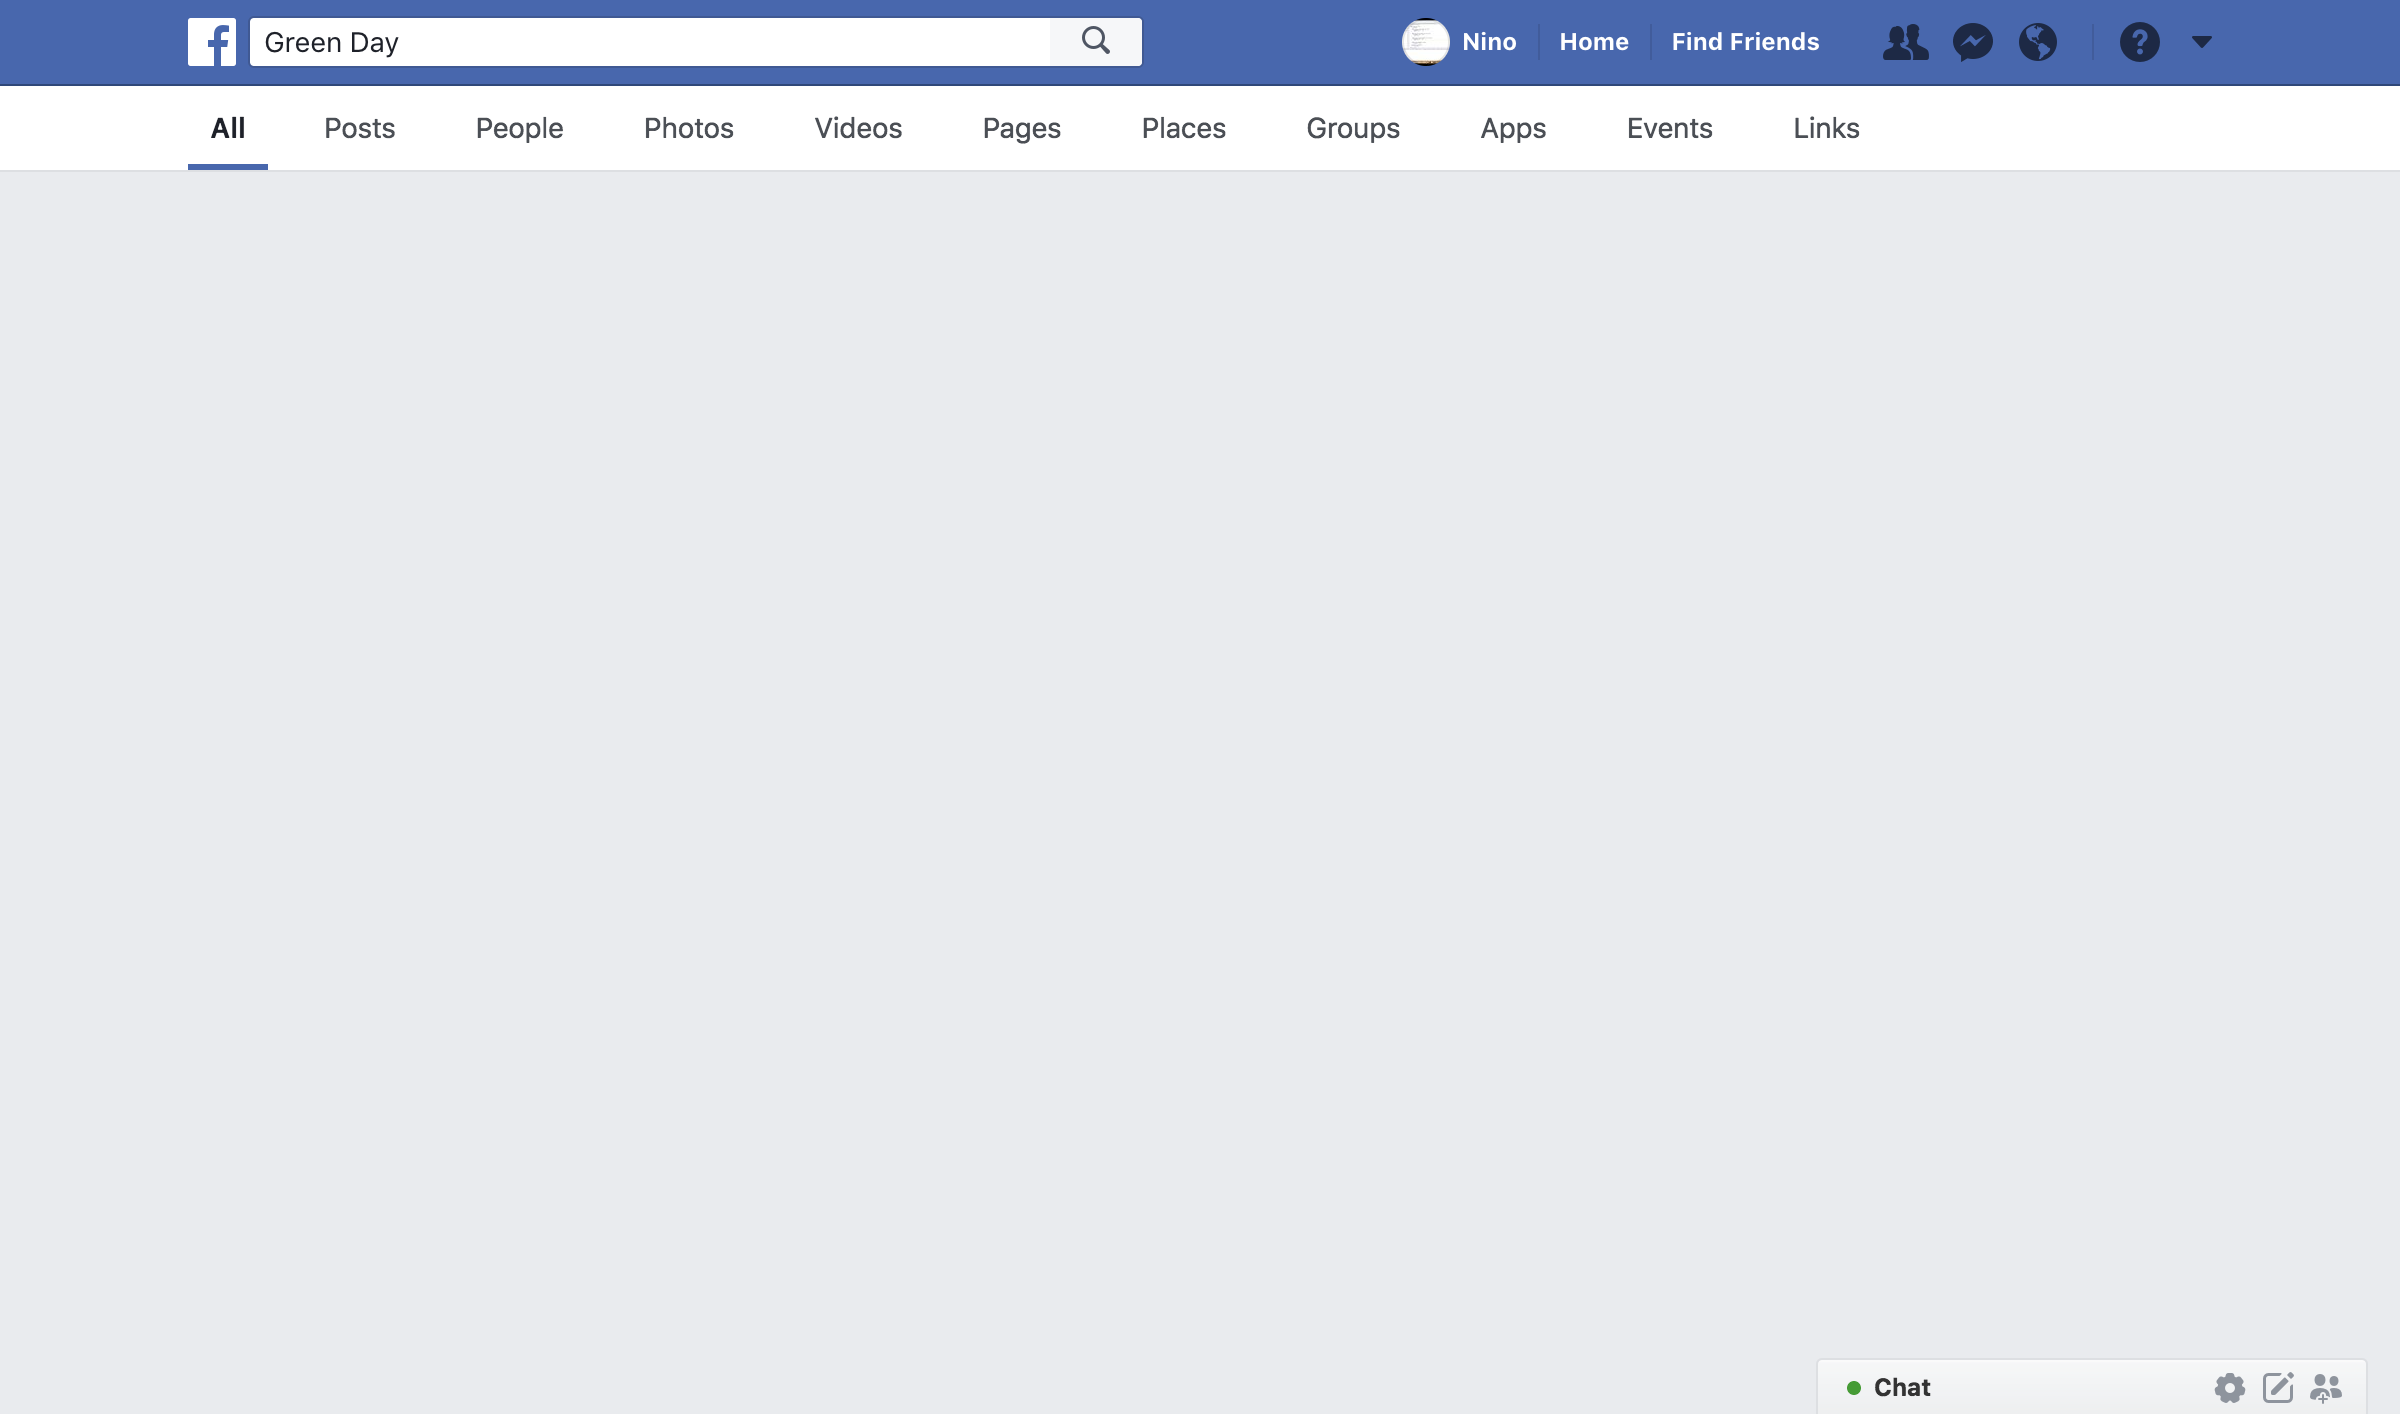 Green Day
Nino Home Find Friends
All Posts People Photos Videos Pages Places Groups Apps Events Links
Chat